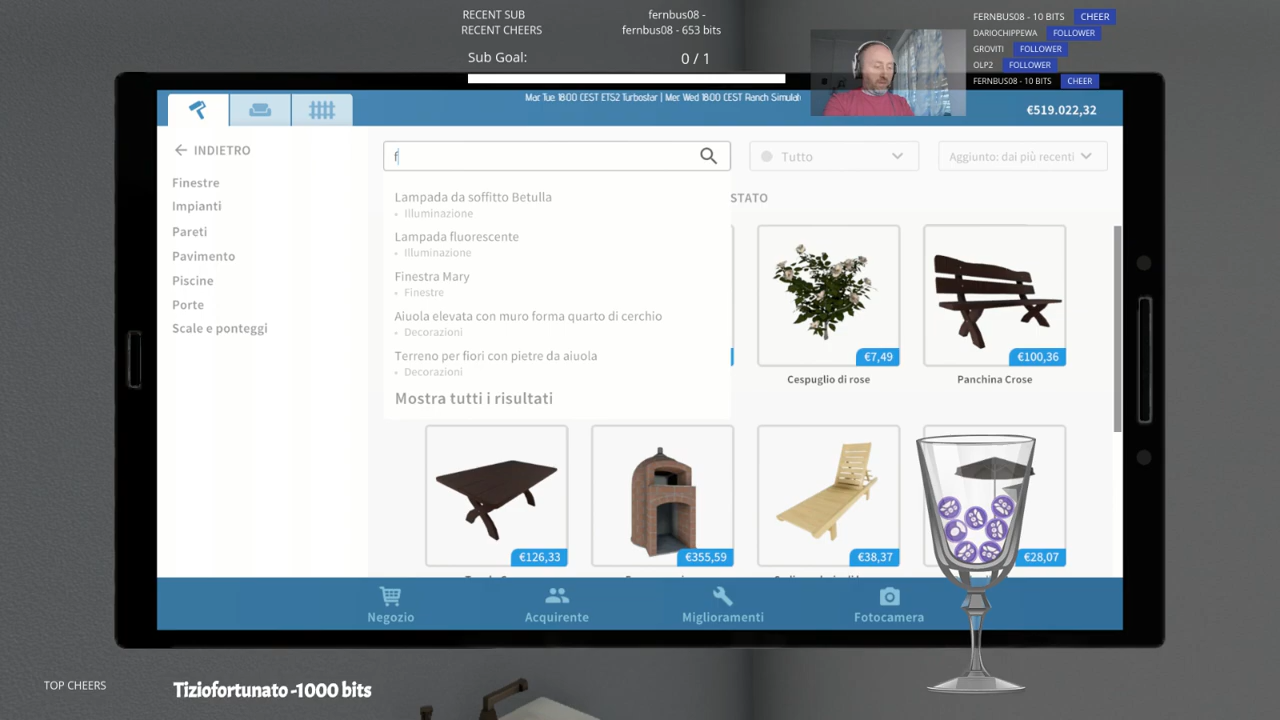 RECENT SUB
fernbus08 -
RECENT CHEERS
fernbus08 - 653 bits
Sub Goal:
0 / 1
FERNBUS08 - 10 BITS CHEER
DARIOCHIPPEWA FOLLOWER
GROVITI FOLLOWER
OLP2 FOLLOWER
FERNBUS08 - 10 BITS CHEER
Mar Tue 1800 CEST ETS2 Turbostar | Mer Wed 1800 CEST Ranch Simulat
€519.022,32
INDIETRO
Finestre
Impianti
Pareti
Pavimento
Piscine
Porte
Scale e ponteggi
f
Tutto
Aggiunto: dai più recenti
Lampada da soffitto Betulla
• Illuminazione
Lampada fluorescente
• Illuminazione
Finestra Mary
• Finestre
Aiuola elevata con muro forma quarto di cerchio
• Decorazioni
Terreno per fiori con pietre da aiuola
• Decorazioni
Mostra tutti i risultati
STATO
€7,49
Cespuglio di rose
€100,36
Panchina Crose
€126,33
€355,59
€38,37
€28,07
Negozio
Acquirente
Miglioramenti
Fotocamera
TOP CHEERS
Tiziofortunato -1000 bits